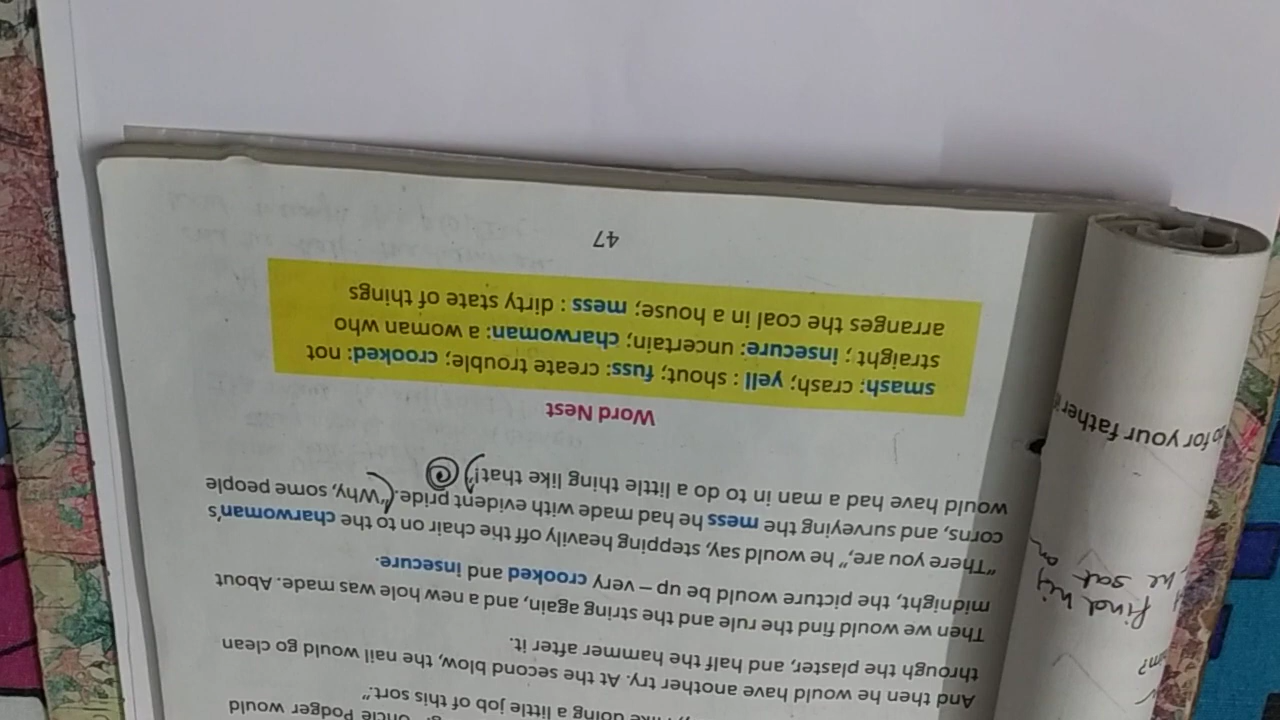 Uncle Podger would
like doing a little job of this sort."
And then he would have another try. At the second blow, the nail would go clean
through the plaster, and half the hammer after it.
Then we would find the rule and the string again, and a new hole was made. About
midnight, the picture would be up – very crooked and insecure.
"There you are," he would say, stepping heavily off the chair on to the charwoman's
corns, and surveying the mess he had made with evident pride. "Why, some people
would have had a man in to do a little thing like that!"
Word Nest
smash: crash; yell : shout; fuss: create trouble; crooked: not
straight ; insecure: uncertain; charwoman: a woman who
arranges the coal in a house; mess : dirty state of things
47
for your father
find his
he sat on